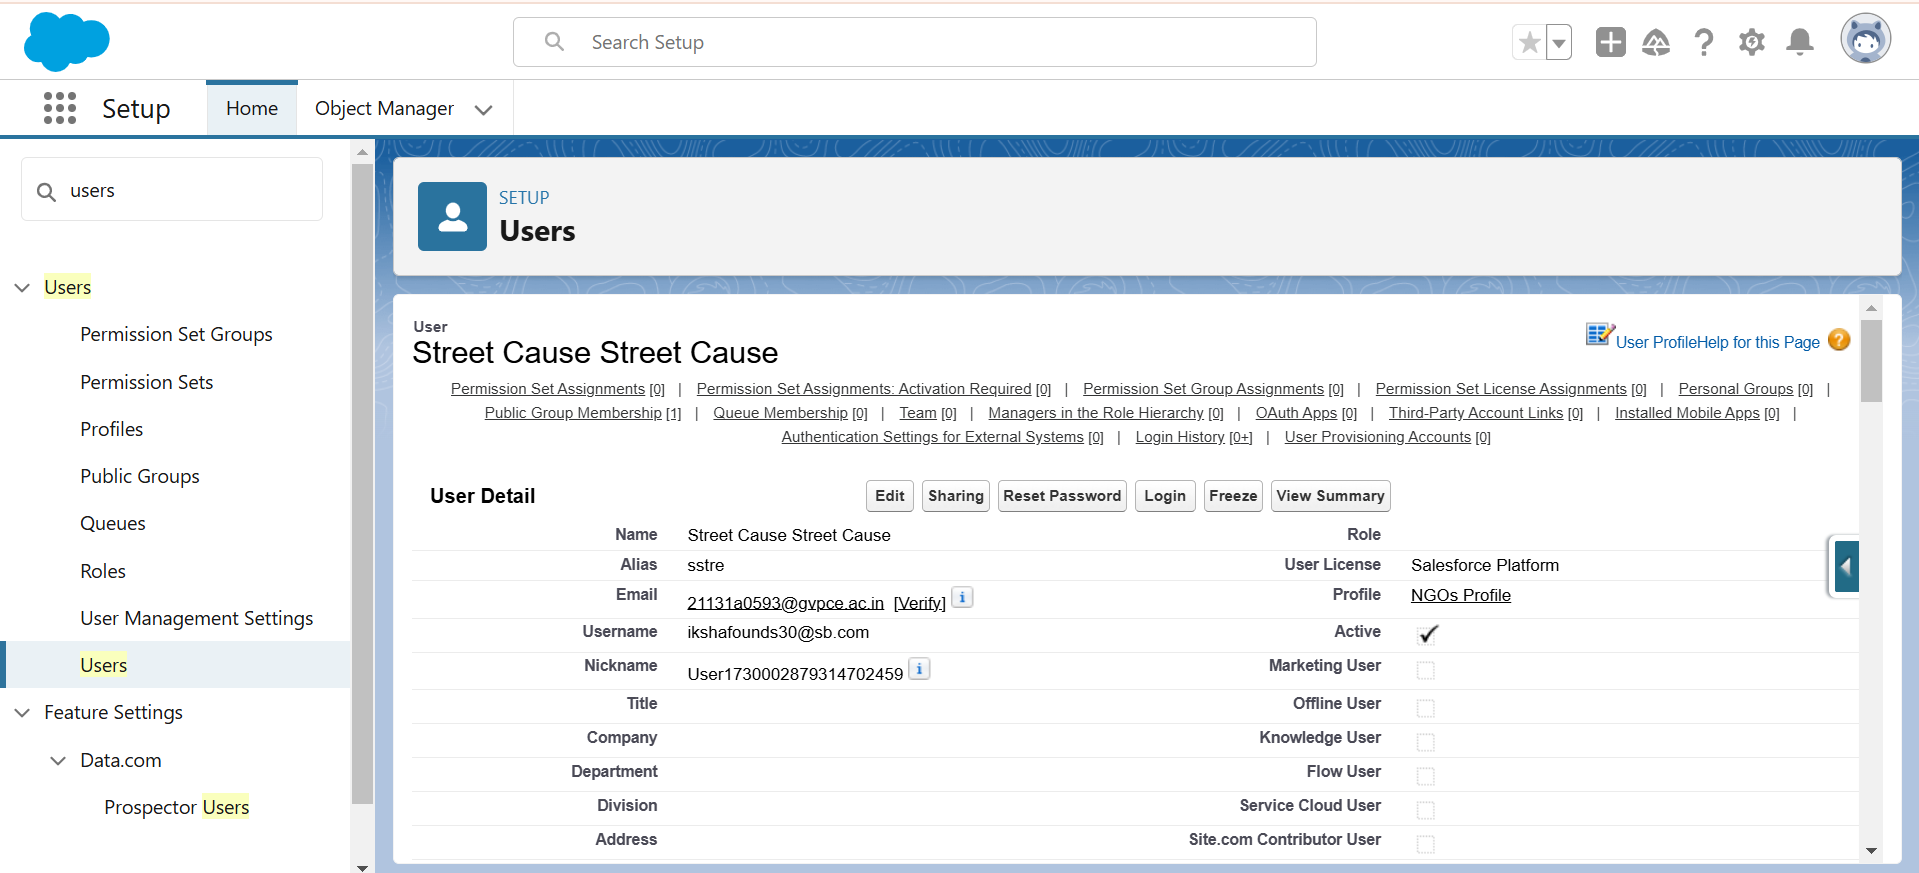 Search Setup
Setup
Home
Object Manager
users
Users
Permission Set Groups
Permission Sets
Profiles
Public Groups
Queues
Roles
User Management Settings
Users
Feature Settings
Data.com
Prospector Users
SETUP
Users
User
Street Cause Street Cause
User ProfileHelp for this Page ?
Permission Set Assignments [0] | Permission Set Assignments: Activation Required [0] | Permission Set Group Assignments [0] | Permission Set License Assignments [0] | Personal Groups [0] |
Public Group Membership [1] | Queue Membership [0] | Team [0] | Managers in the Role Hierarchy [0] | OAuth Apps [0] | Third-Party Account Links [0] | Installed Mobile Apps [0] |
Authentication Settings for External Systems [0] | Login History [0+] | User Provisioning Accounts [0]
User Detail
Edit Sharing Reset Password Login Freeze View Summary
Name Street Cause Street Cause Role
Alias sstre User License Salesforce Platform
Email 21131a0593@gvpce.ac.in [Verify] i Profile NGOs Profile
Username ikshafounds30@sb.com Active
Nickname User1730002879314702459 i Marketing User
Title Offline User
Company Knowledge User
Department Flow User
Division Service Cloud User
Address Site.com Contributor User